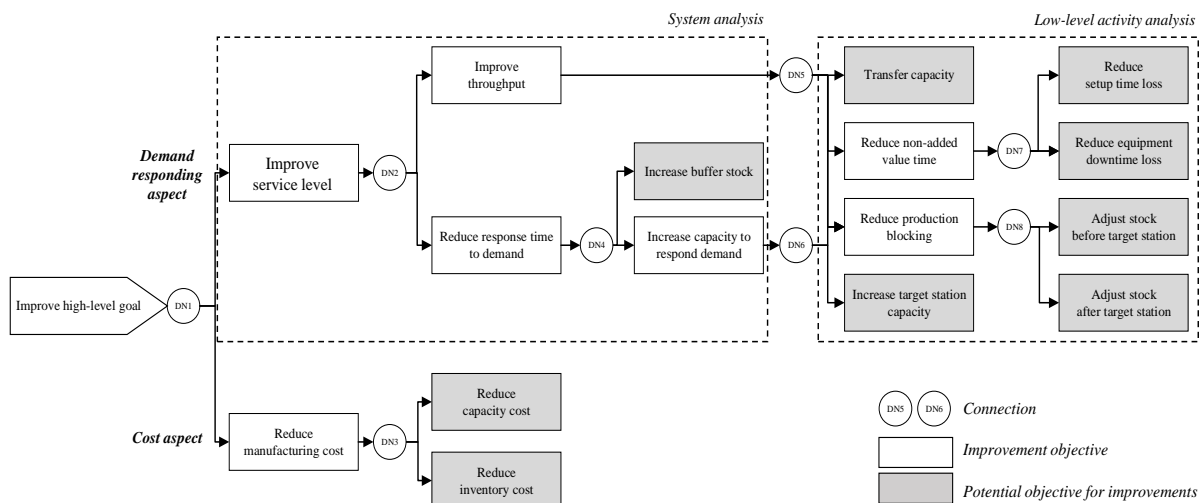 System analysis
Low-level activity analysis
Improve
throughput
DN5
Transfer capacity
Reduce
setup time loss
Demand
responding
aspect
Improve
service level
DN2
Increase buffer stock
Reduce non-added
value time
DN7
Reduce equipment
downtime loss
Reduce response time
to demand
DN4
Increase capacity to
respond demand
DN6
Reduce production
blocking
DN8
Adjust stock
before target station
Improve high-level goal
DN1
Increase target station
capacity
Adjust stock
after target station
Cost aspect
Reduce
manufacturing cost
DN3
Reduce
capacity cost
Reduce
inventory cost
DN5
DN6
Connection
Improvement objective
Potential objective for improvements